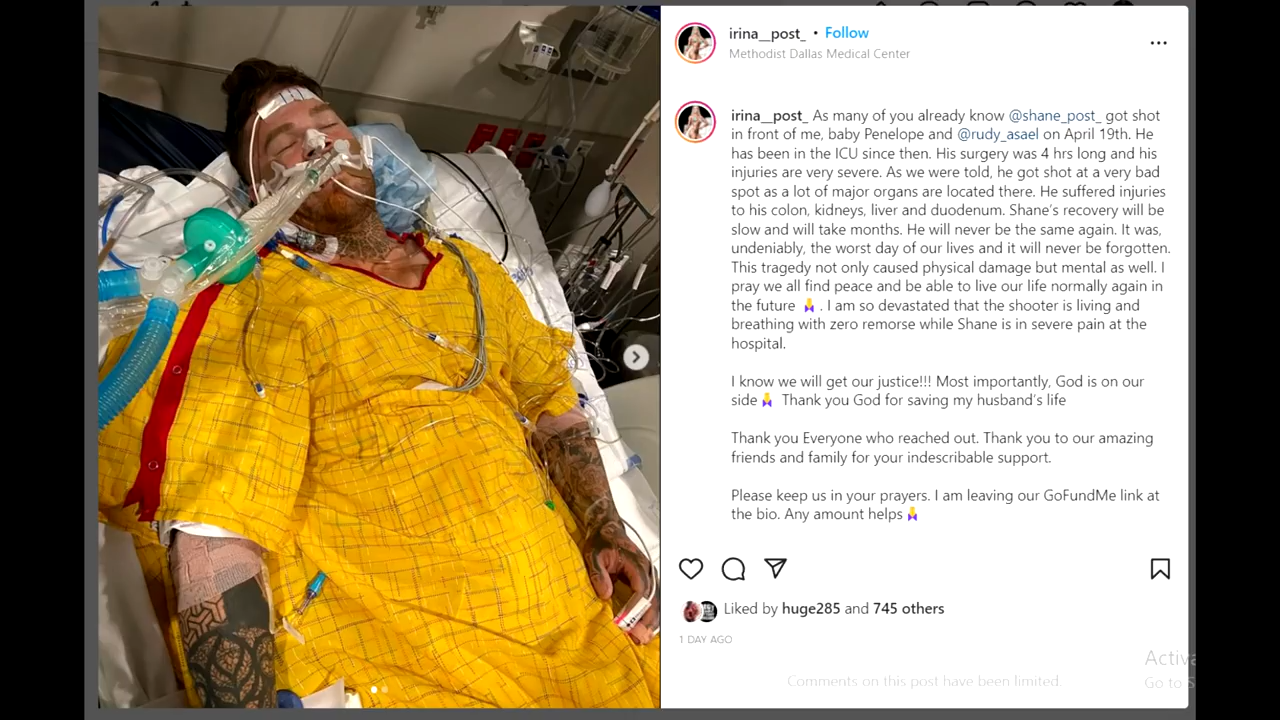 irina__post_ • Follow
Methodist Dallas Medical Center
irina__post_ As many of you already know @shane_post_ got shot
in front of me, baby Penelope and @rudy_asael on April 19th. He
has been in the ICU since then. His surgery was 4 hrs long and his
injuries are very severe. As we were told, he got shot at a very bad
spot as a lot of major organs are located there. He suffered injuries
to his colon, kidneys, liver and duodenum. Shane's recovery will be
slow and will take months. He will never be the same again. It was,
undeniably, the worst day of our lives and it will never be forgotten.
This tragedy not only caused physical damage but mental as well. I
pray we all find peace and be able to live our life normally again in
the future 🙏 . I am so devastated that the shooter is living and
breathing with zero remorse while Shane is in severe pain at the
hospital.
I know we will get our justice!!! Most importantly, God is on our
side 🙏 Thank you God for saving my husband's life
Thank you Everyone who reached out. Thank you to our amazing
friends and family for your indescribable support.
Please keep us in your prayers. I am leaving our GoFundMe link at
the bio. Any amount helps 🙏
Liked by huge285 and 745 others
1 DAY AGO
Comments on this post have been limited.
Activa
Go to S